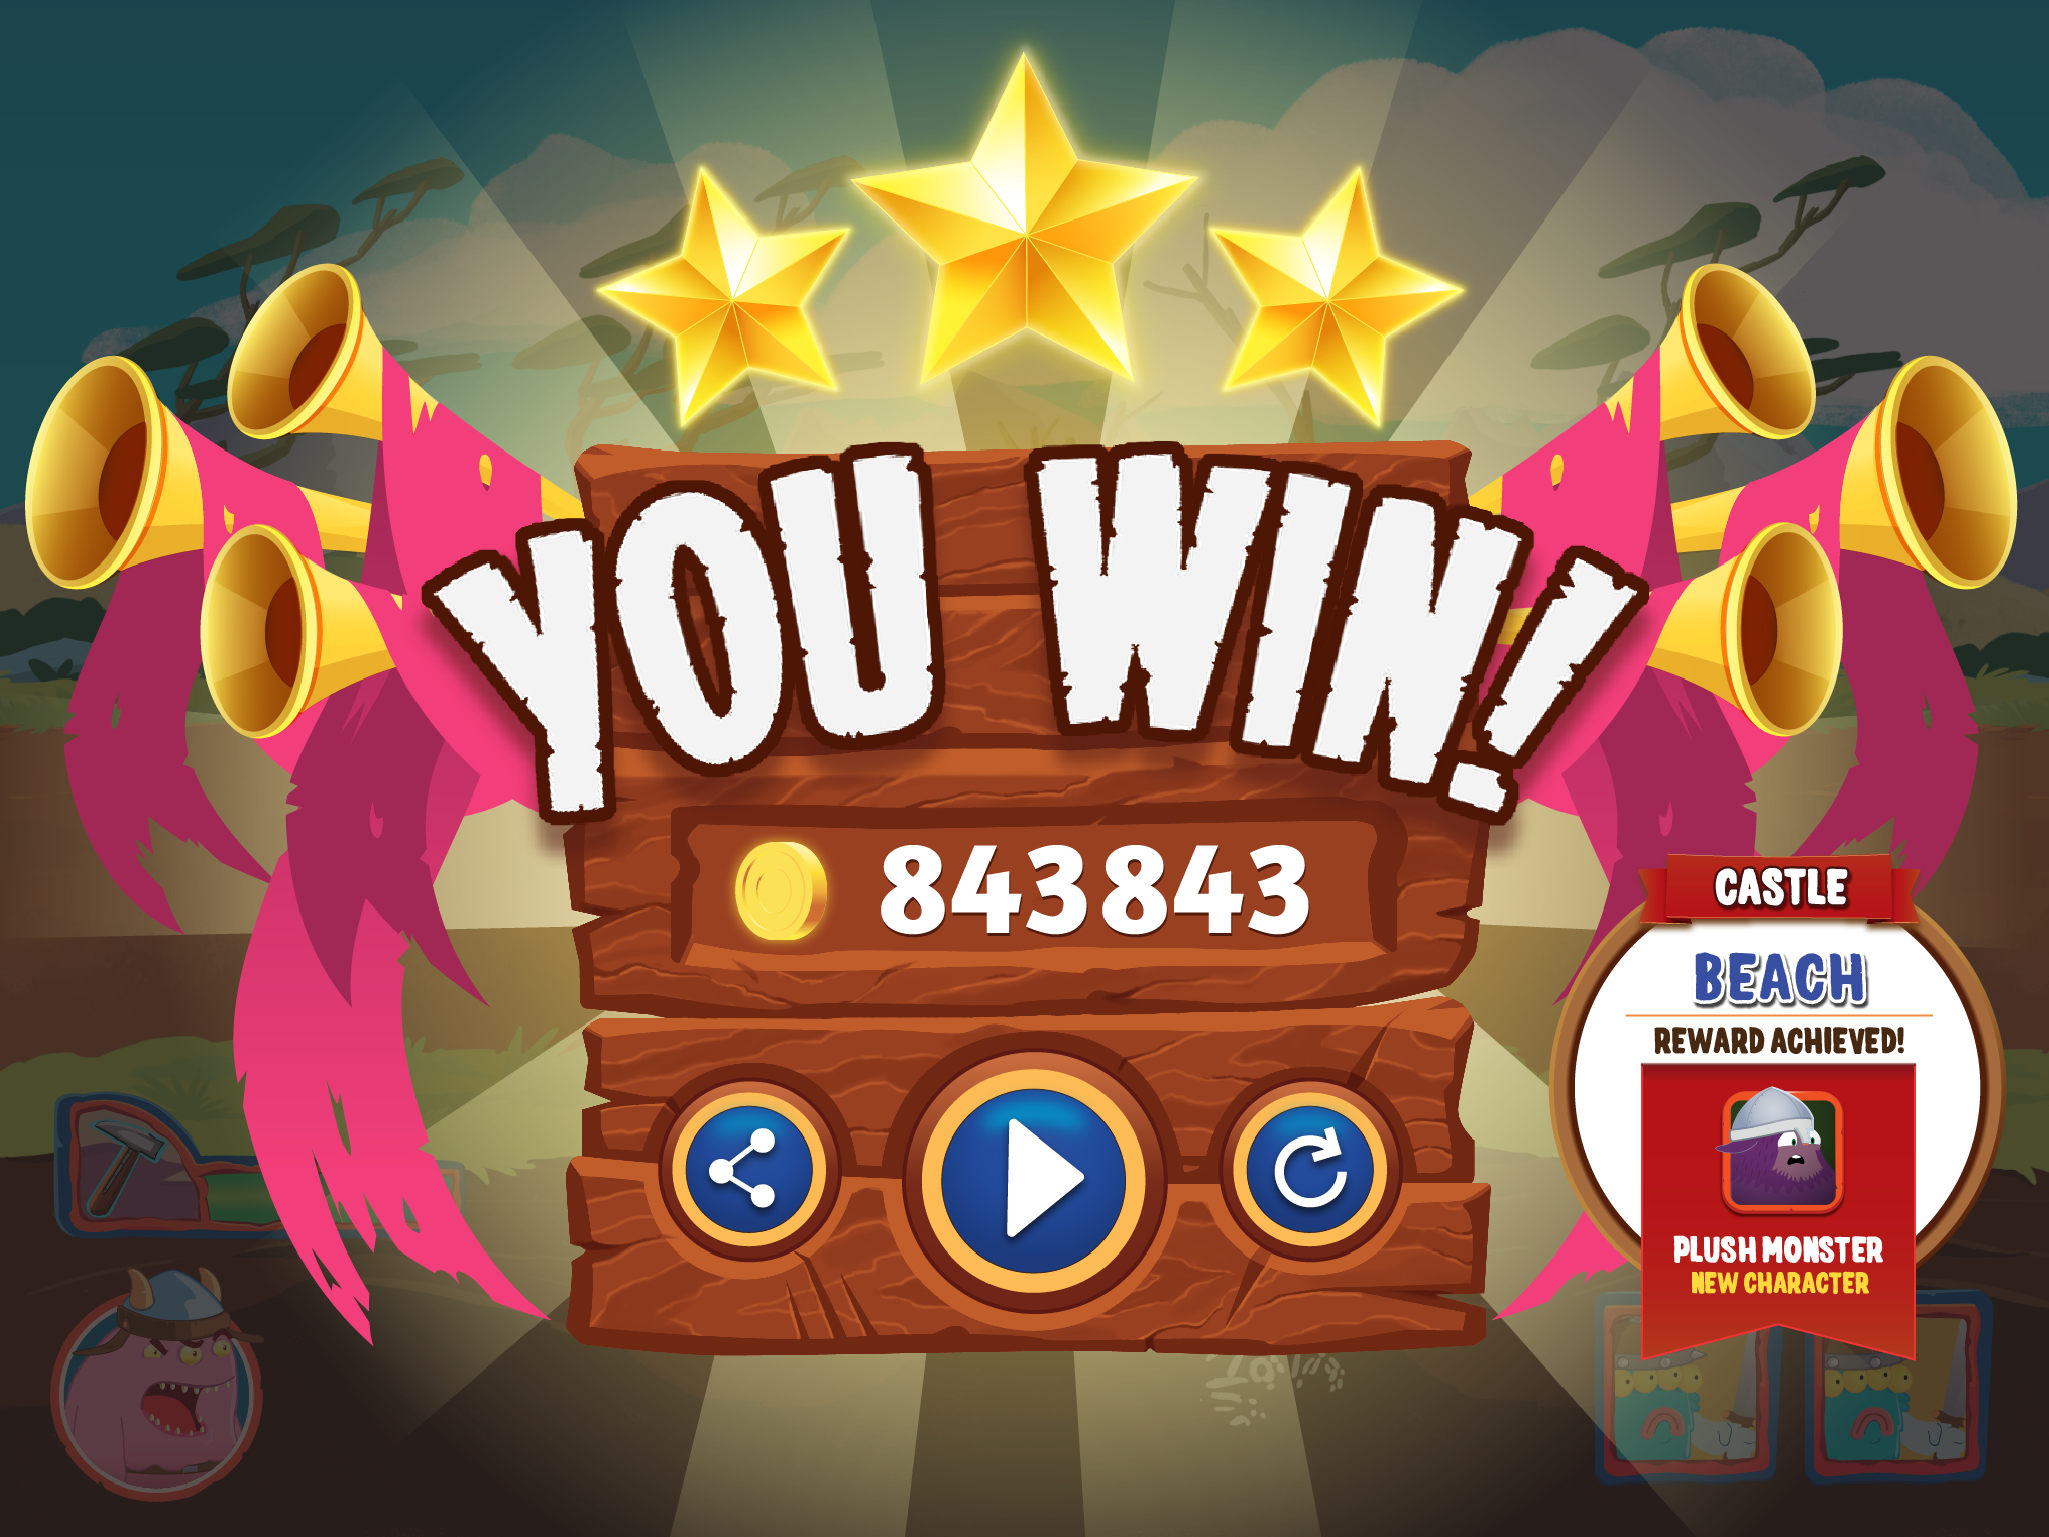 YOU WIN!
843843
CASTLE
BEACH
REWARD ACHIEVED!
PLUSH MONSTER
NEW CHARACTER